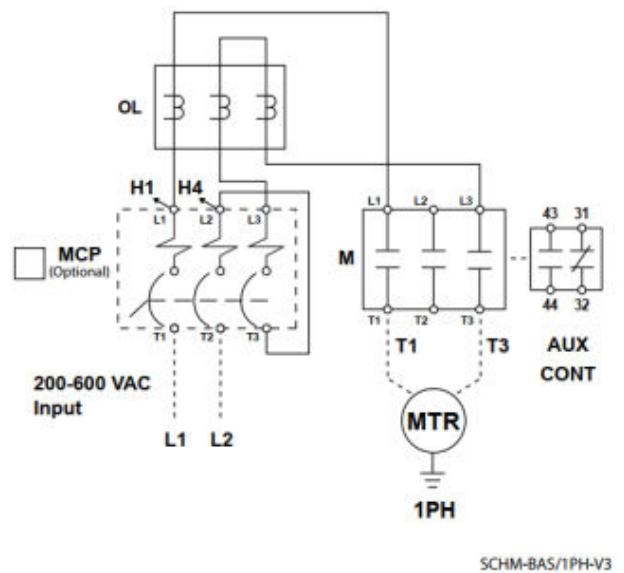 OL
H1 H4
L1 L2 L3
L1 L2 L3
43 31
MCP
(Optional)
M
44 32
T1 T2 T3
T1 T2 T3
T1 T3
AUX
CONT
200-600 VAC
Input
L1 L2
MTR
1PH
SCHM-BAS/1PH-V3